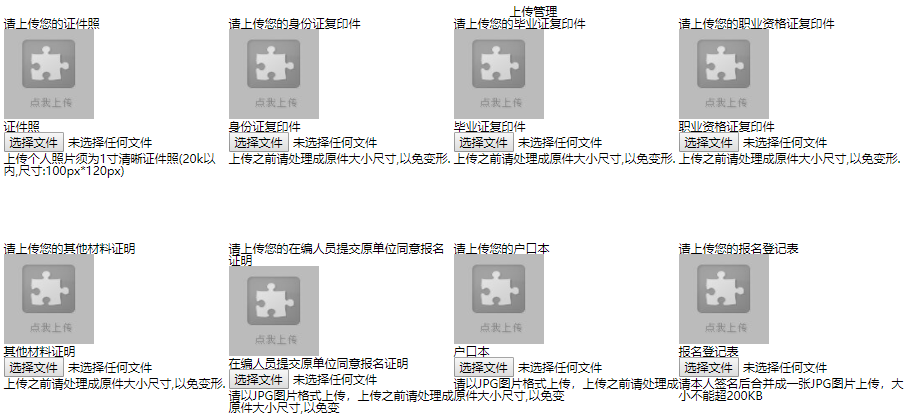 上传管理
请上传您的证件照
点我上传
证件照
选择文件 未选择任何文件
上传个人照片须为1寸清晰证件照(20k以
内,尺寸:100px*120px)
请上传您的身份证复印件
点我上传
身份证复印件
选择文件 未选择任何文件
上传之前请处理成原件大小尺寸,以免变形.
请上传您的毕业证复印件
点我上传
毕业证复印件
选择文件 未选择任何文件
上传之前请处理成原件大小尺寸,以免变形.
请上传您的职业资格证复印件
点我上传
职业资格证复印件
选择文件 未选择任何文件
上传之前请处理成原件大小尺寸,以免变形.
请上传您的其他材料证明
点我上传
其他材料证明
选择文件 未选择任何文件
上传之前请处理成原件大小尺寸,以免变形.
请上传您的在编人员提交原单位同意报名
证明
点我上传
在编人员提交原单位同意报名证明
选择文件 未选择任何文件
请以JPG图片格式上传，上传之前请处理成
原件大小尺寸,以免变
请上传您的户口本
点我上传
户口本
选择文件 未选择任何文件
请以JPG图片格式上传，上传之前请处理成
原件大小尺寸,以免变
请上传您的报名登记表
点我上传
报名登记表
选择文件 未选择任何文件
请本人签名后合并成一张JPG图片上传，大
小不能超200KB